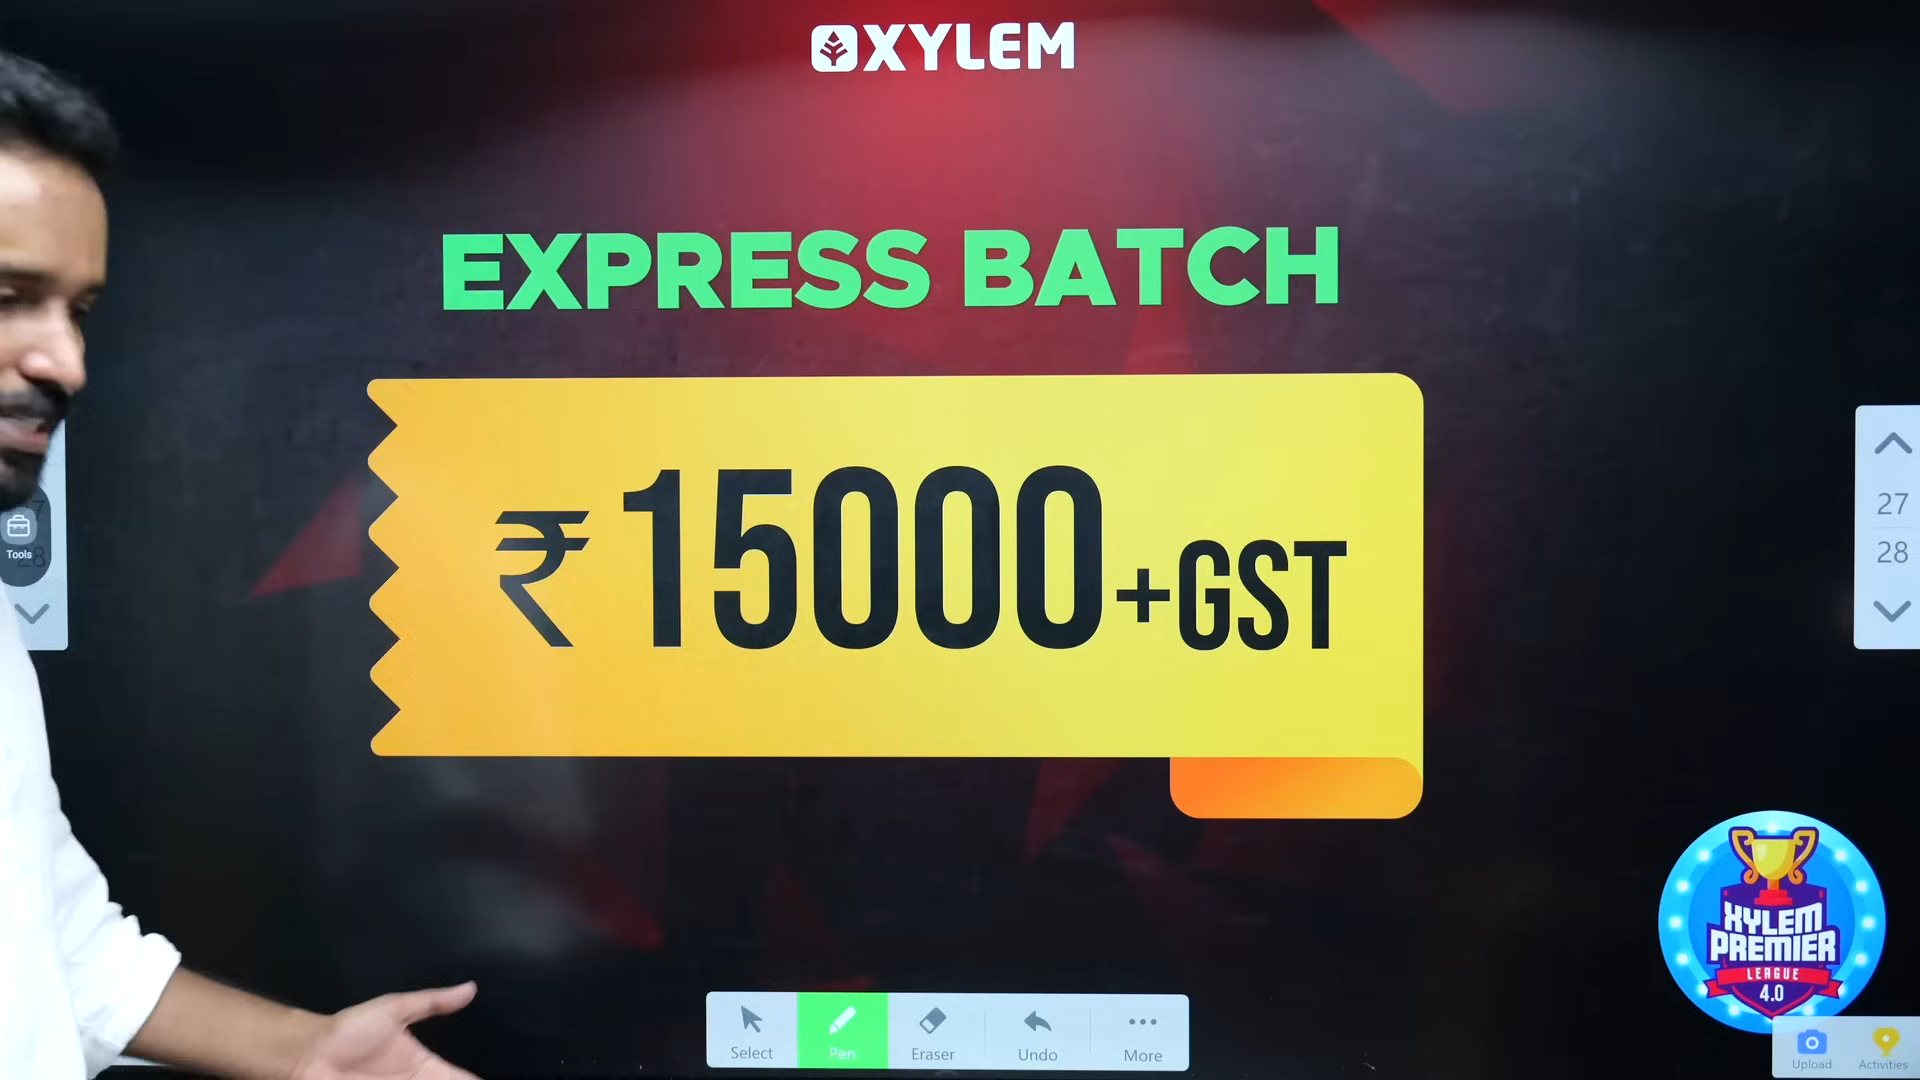 XYLEM
EXPRESS BATCH
₹ 15000 +GST
27
28
Tools
28
XYLEM
PREMIER
LEAGUE
4.0
Select
Pen
Eraser
Undo
More
Upload
Activities